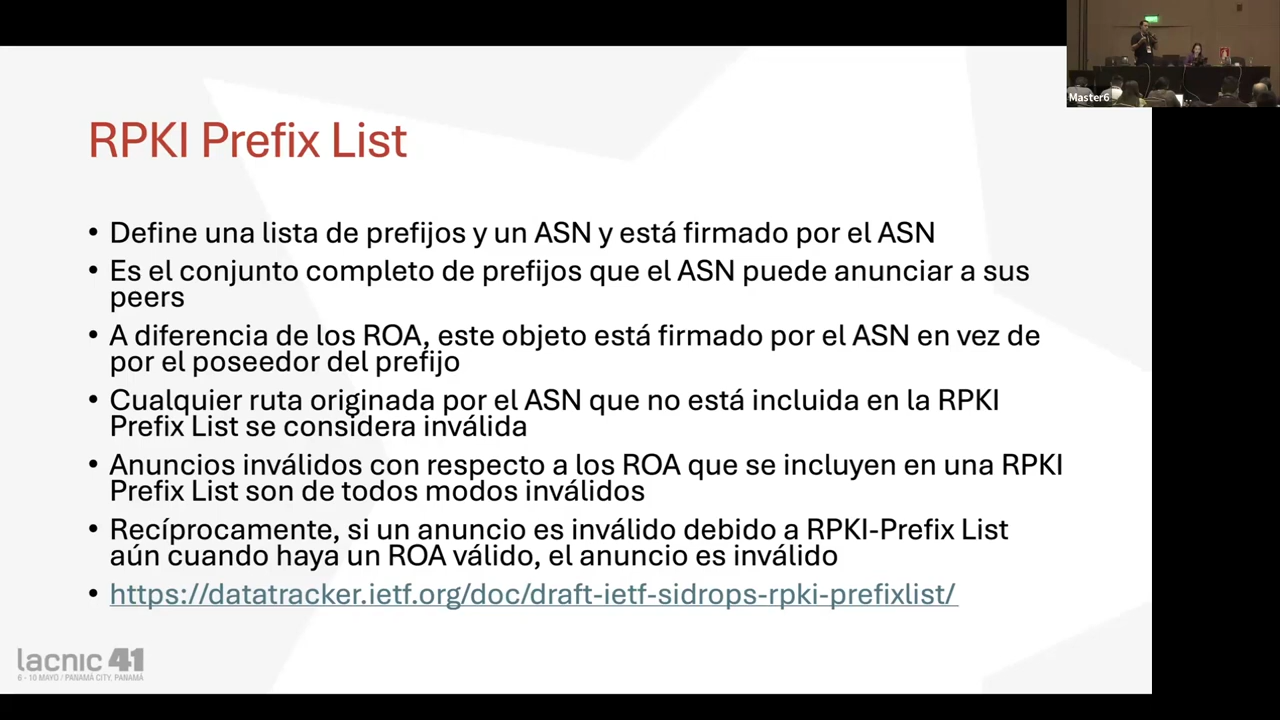 Master6
RPKI Prefix List
• Define una lista de prefijos y un ASN y está firmado por el ASN
• Es el conjunto completo de prefijos que el ASN puede anunciar a sus
peers
• A diferencia de los ROA, este objeto está firmado por el ASN en vez de
por el poseedor del prefijo
• Cualquier ruta originada por el ASN que no está incluida en la RPKI
Prefix List se considera inválida
• Anuncios inválidos con respecto a los ROA que se incluyen en una RPKI
Prefix List son de todos modos inválidos
• Recíprocamente, si un anuncio es inválido debido a RPKI-Prefix List
aún cuando haya un ROA válido, el anuncio es inválido
• https://datatracker.ietf.org/doc/draft-ietf-sidrops-rpki-prefixlist/
lacnic 41
6 - 10 MAYO / PANAMÁ CITY, PANAMÁ